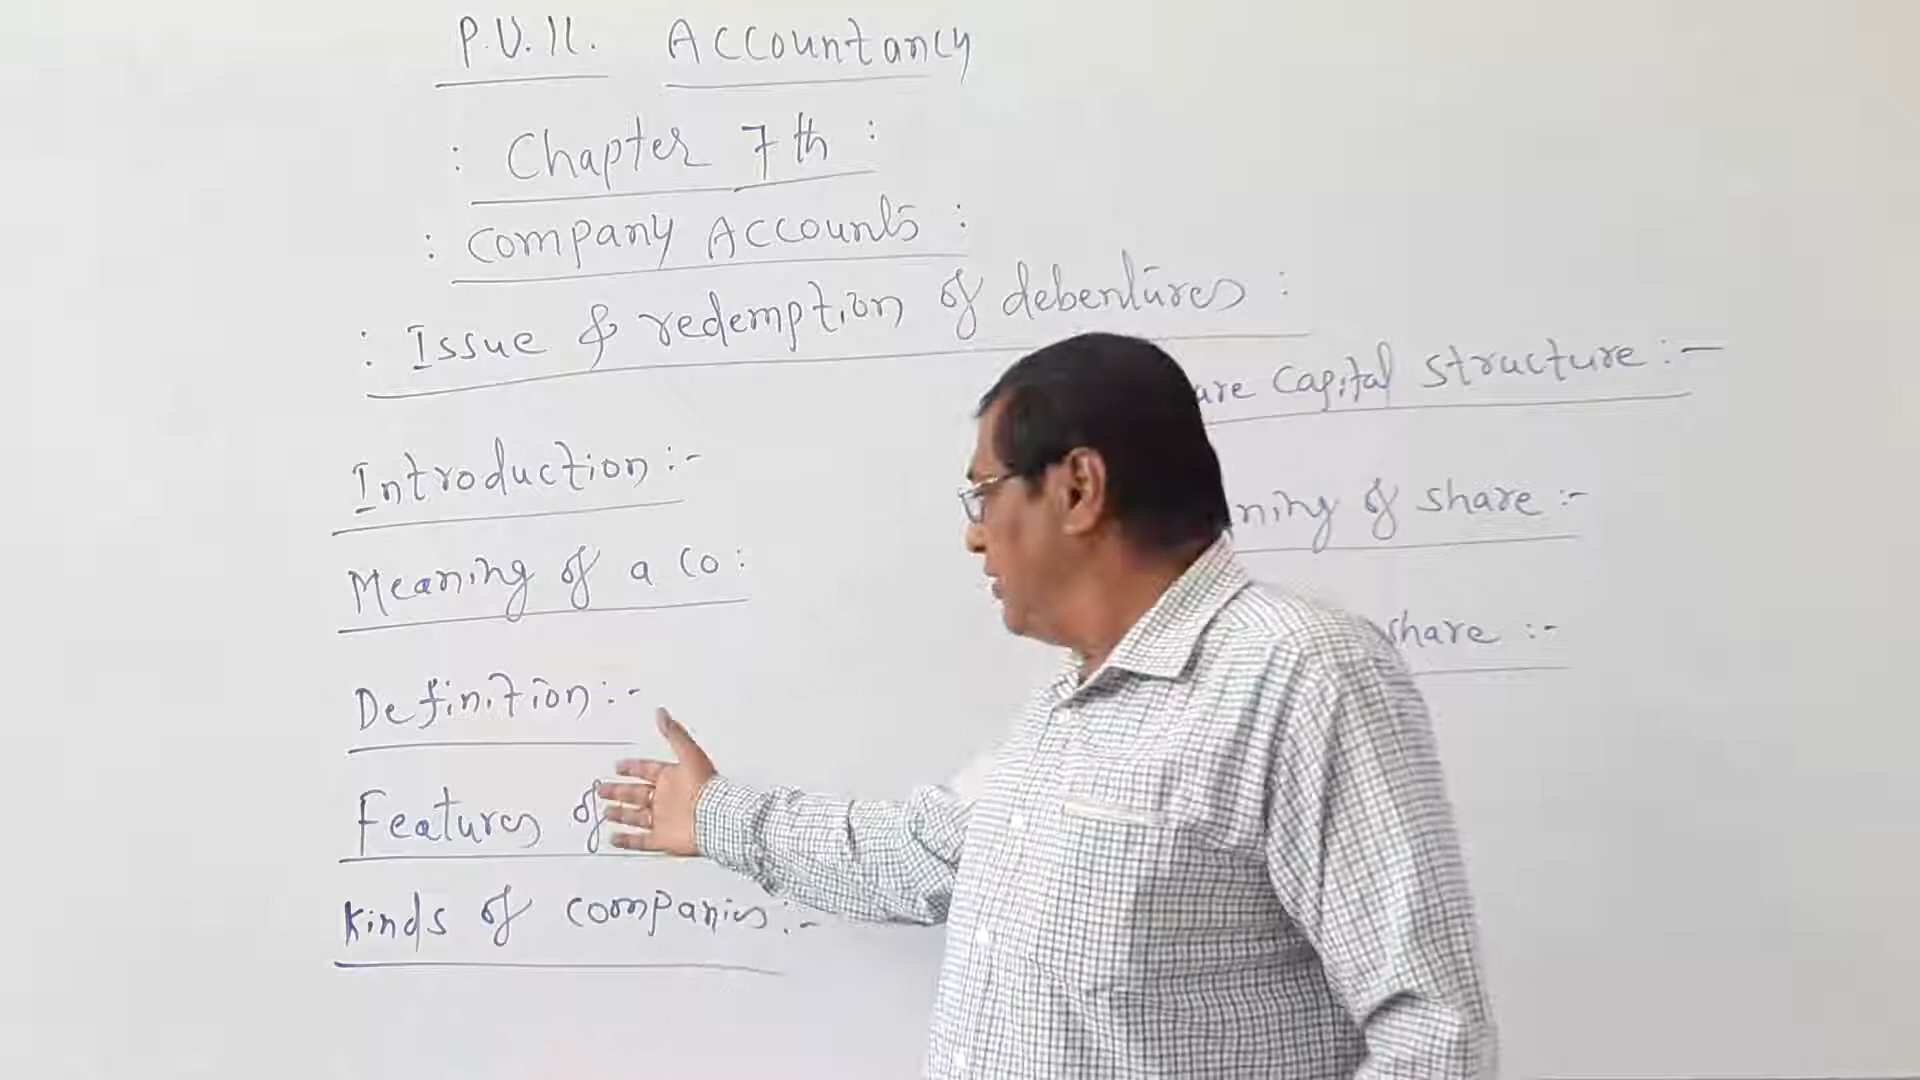 P.U.II. Accountancy
: Chapter 7th :
: Company Accounts :
: Issue & redemption of debentures :
Introduction :-
Meaning of a Co :
Definition :-
Features of
Kinds of companies :-
Capital structure :-
of share :-
share :-